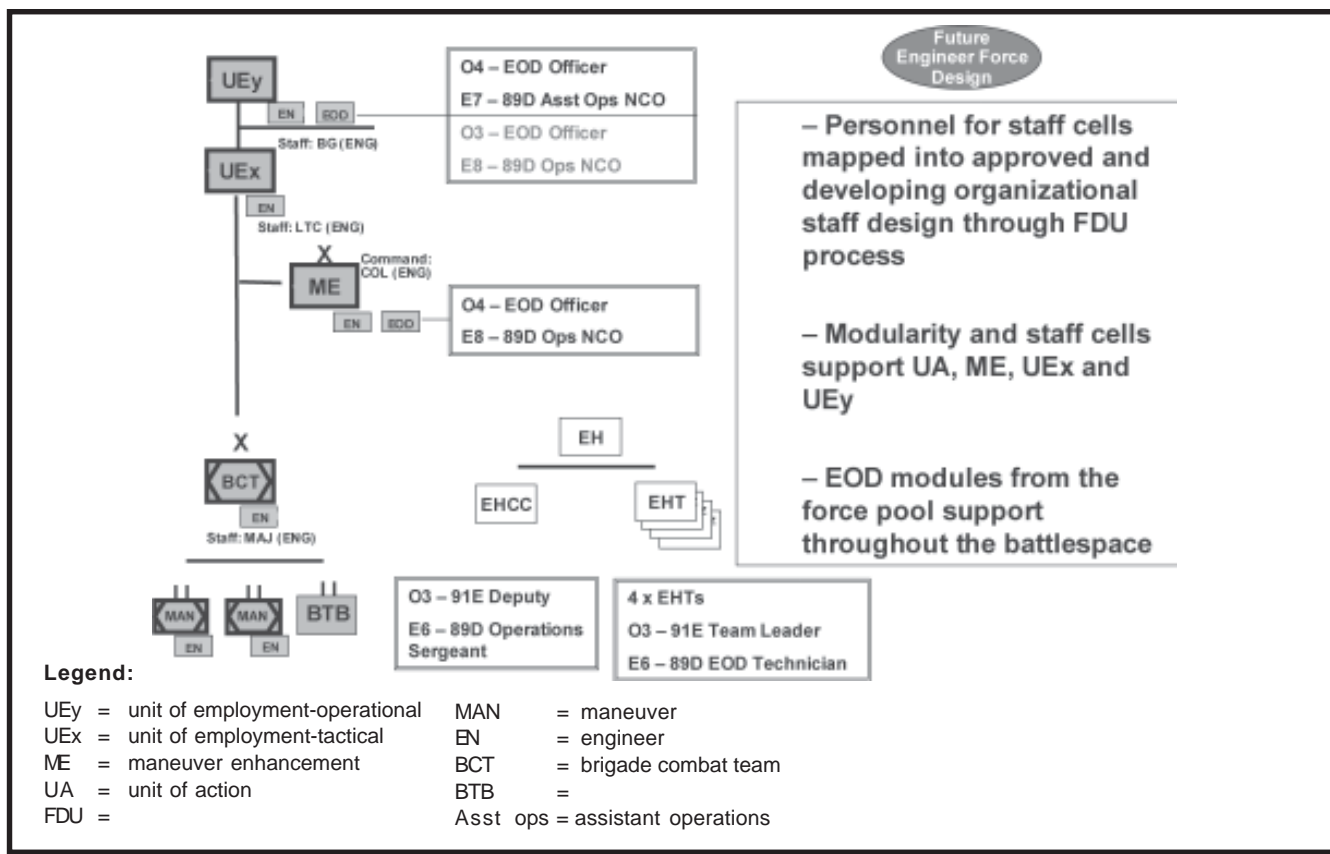 Future
Engineer Force
Design
UEy
EN EOD
Staff: BG (ENG)
O4 – EOD Officer
E7 – 89D Asst Ops NCO
O3 – EOD Officer
E8 – 89D Ops NCO
UEx
EN
Staff: LTC (ENG)
X
Command:
COL (ENG)
ME
EN EOD
O4 – EOD Officer
E8 – 89D Ops NCO
– Personnel for staff cells
mapped into approved and
developing organizational
staff design through FDU
process
– Modularity and staff cells
support UA, ME, UEx and
UEy
– EOD modules from the
force pool support
throughout the battlespace
X
BCT
EN
Staff: MAJ (ENG)
EH
EHCC
EHT
II II II
MAN MAN BTB
EN EN
O3 – 91E Deputy
E6 – 89D Operations
Sergeant
4 x EHTs
O3 – 91E Team Leader
E6 – 89D EOD Technician
Legend:
UEy = unit of employment-operational
UEx = unit of employment-tactical
ME = maneuver enhancement
UA = unit of action
FDU =
MAN = maneuver
EN = engineer
BCT = brigade combat team
BTB =
Asst ops = assistant operations